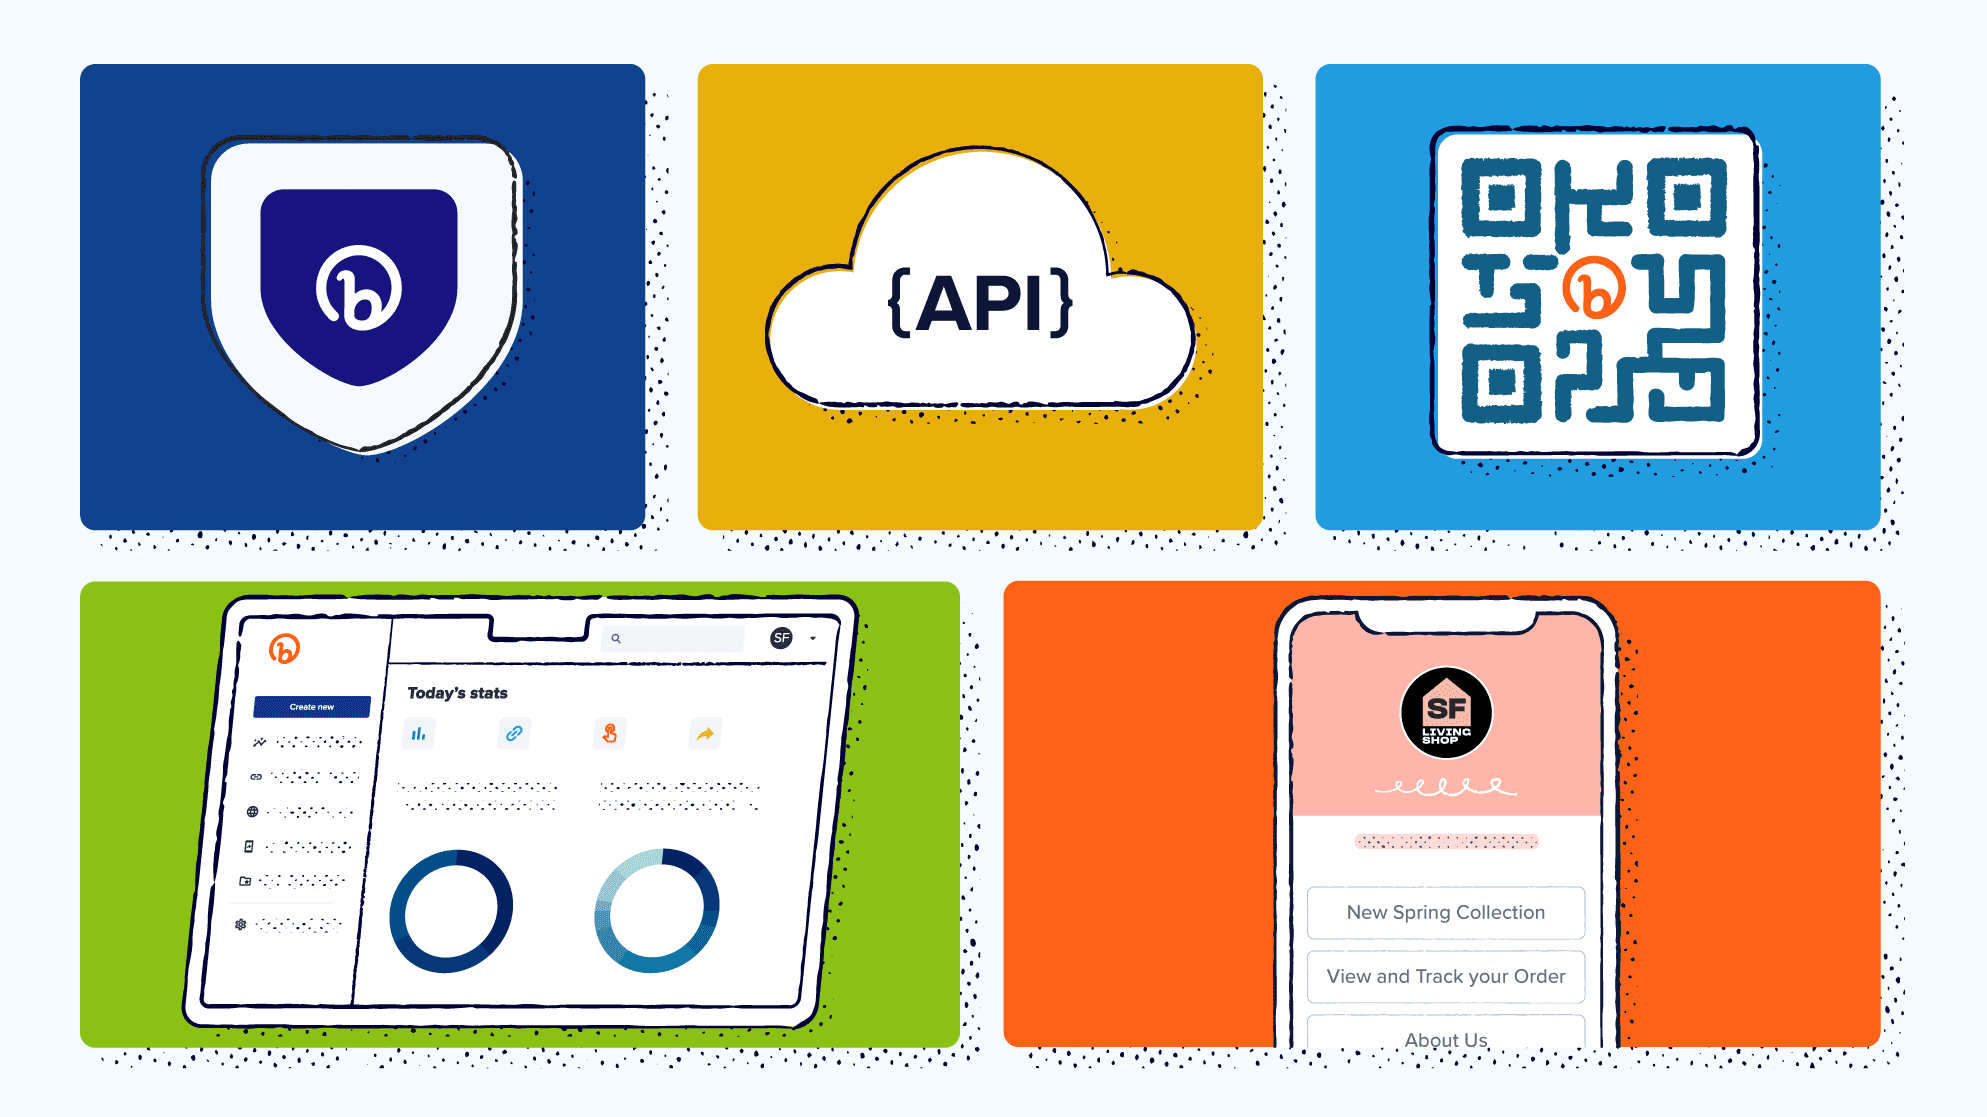 {API}
SF
Create new
Today's stats
SF
LIVING
SHOP
New Spring Collection
View and Track your Order
About Us